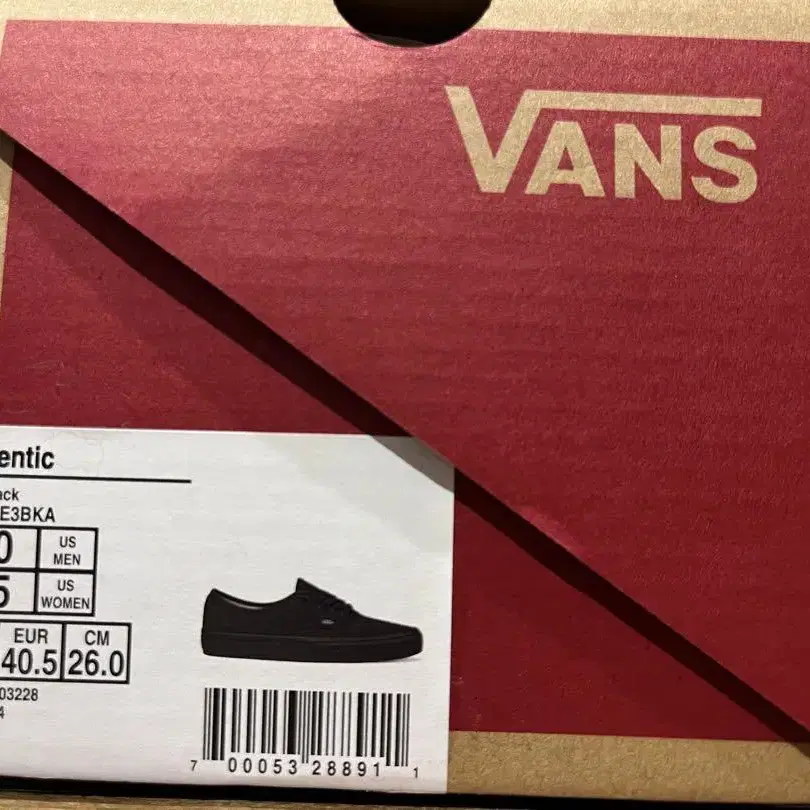 VANS
entic
ack
E3BKA
0 US MEN
5 US WOMEN
EUR CM
40.5 26.0
03228
4
7 00053 28891 1